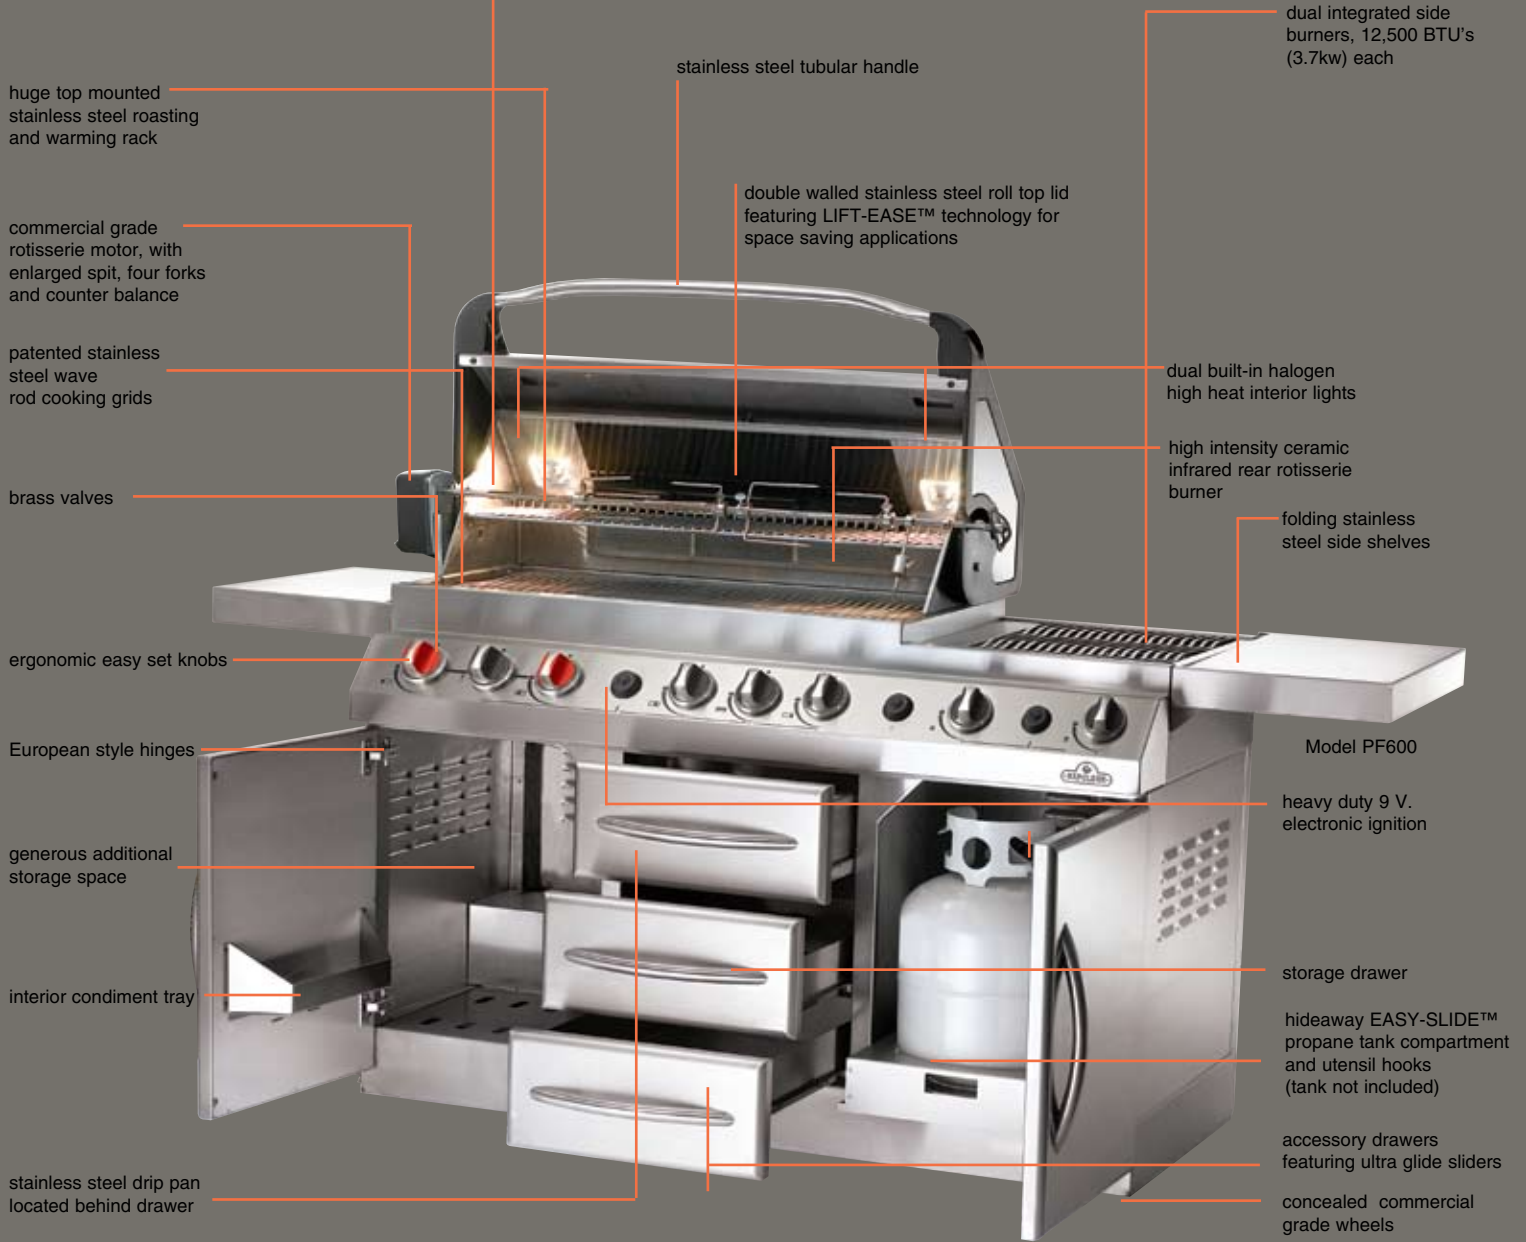 dual integrated side
burners, 12,500 BTU's
(3.7kw) each
stainless steel tubular handle
huge top mounted
stainless steel roasting
and warming rack
double walled stainless steel roll top lid
featuring LIFT-EASE™ technology for
space saving applications
commercial grade
rotisserie motor, with
enlarged spit, four forks
and counter balance
patented stainless
steel wave
rod cooking grids
dual built-in halogen
high heat interior lights
high intensity ceramic
infrared rear rotisserie
burner
brass valves
folding stainless
steel side shelves
ergonomic easy set knobs
European style hinges
Model PF600
NAPOLEON
heavy duty 9 V.
electronic ignition
generous additional
storage space
interior condiment tray
storage drawer
hideaway EASY-SLIDE™
propane tank compartment
and utensil hooks
(tank not included)
accessory drawers
featuring ultra glide sliders
stainless steel drip pan
located behind drawer
concealed commercial
grade wheels